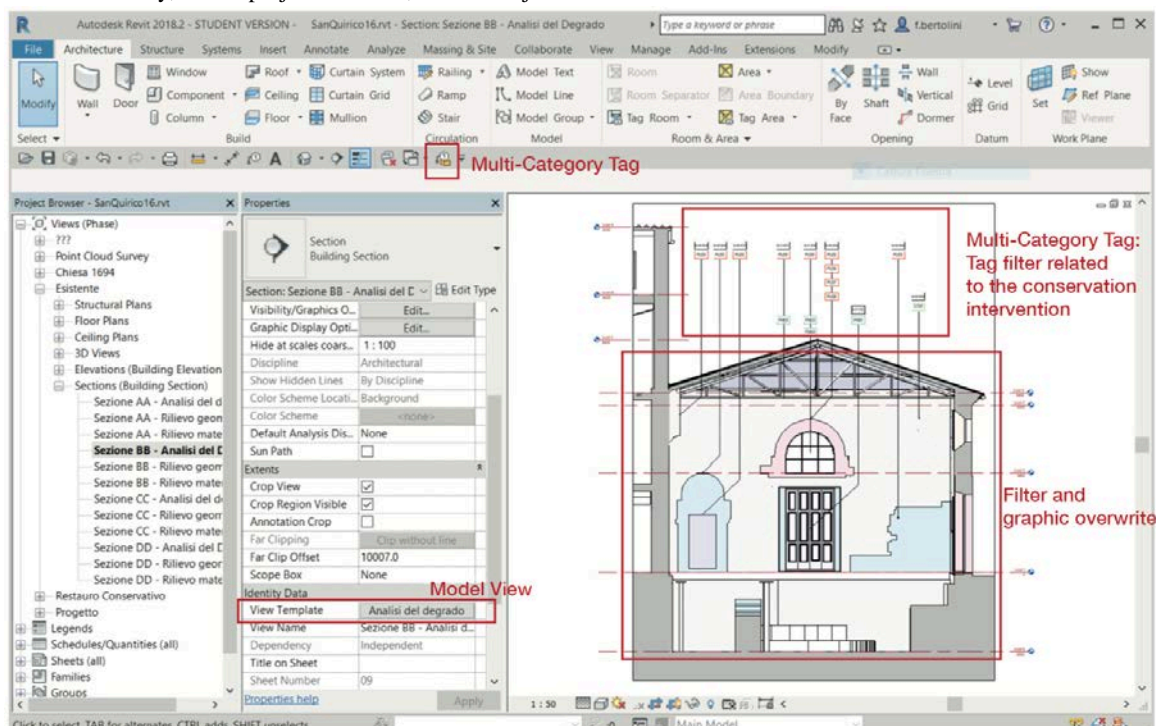 Autodesk Revit 2018.2 - STUDENT VERSION - SanQuirico16.rvt - Section: Sezione BB - Analisi del Degrado
Type a keyword or phrase
f.bertolini
File Architecture Structure Systems Insert Annotate Analyze Massing & Site Collaborate View Manage Add-Ins Extensions Modify
Modify
Wall
Door
Window
Component
Column
Roof
Ceiling
Floor
Curtain System
Curtain Grid
Mullion
Railing
Ramp
Stair
Model Text
Model Line
Model Group
Room
Room Separator
Tag Room
Area
Area Boundary
Tag Area
By Face
Shaft
Wall
Vertical
Dormer
Level
Grid
Set
Show
Ref Plane
Viewer
Select Build Circulation Model Room & Area Opening Datum Work Plane
Multi-Category Tag
Project Browser - SanQuirico16.rvt
Views (Phase)
???
Point Cloud Survey
Chiesa 1694
Esistente
Structural Plans
Floor Plans
Ceiling Plans
3D Views
Elevations (Building Elevation
Sections (Building Section)
Sezione AA - Analisi del d
Sezione AA - Rilievo geon
Sezione AA - Rilievo mate
Sezione BB - Analisi del D
Sezione BB - Rilievo geom
Sezione BB - Rilievo mate
Sezione CC - Analisi del d
Sezione CC - Rilievo geom
Sezione CC - Rilievo mate
Sezione DD - Analisi del D
Sezione DD - Rilievo geor
Sezione DD - Rilievo mate
Restauro Conservativo
Progetto
Legends
Schedules/Quantities (all)
Sheets (all)
Families
Groups
Properties
Section
Building Section
Section: Sezione BB - Analisi del D
Edit Type
Visibility/Graphics O... Edit...
Graphic Display Opti... Edit...
Hide at scales coars... 1 : 100
Discipline Architectural
Show Hidden Lines By Discipline
Color Scheme Locati... Background
Color Scheme <none>
Default Analysis Dis... None
Sun Path
Extents
Crop View
Crop Region Visible
Annotation Crop
Far Clipping Clip without line
Far Clip Offset 10007.0
Scope Box None
Identity Data
Model View
View Template Analisi del degrado
View Name Sezione BB - Analisi d...
Dependency Independent
Title on Sheet
Sheet Number 09
Properties help
Apply
Multi-Category Tag:
Tag filter related
to the conservation
intervention
Filter and
graphic overwrite
1 : 50
Click to select, TAB for alternates, CTRL adds, SHIFT unselects.
Main Model